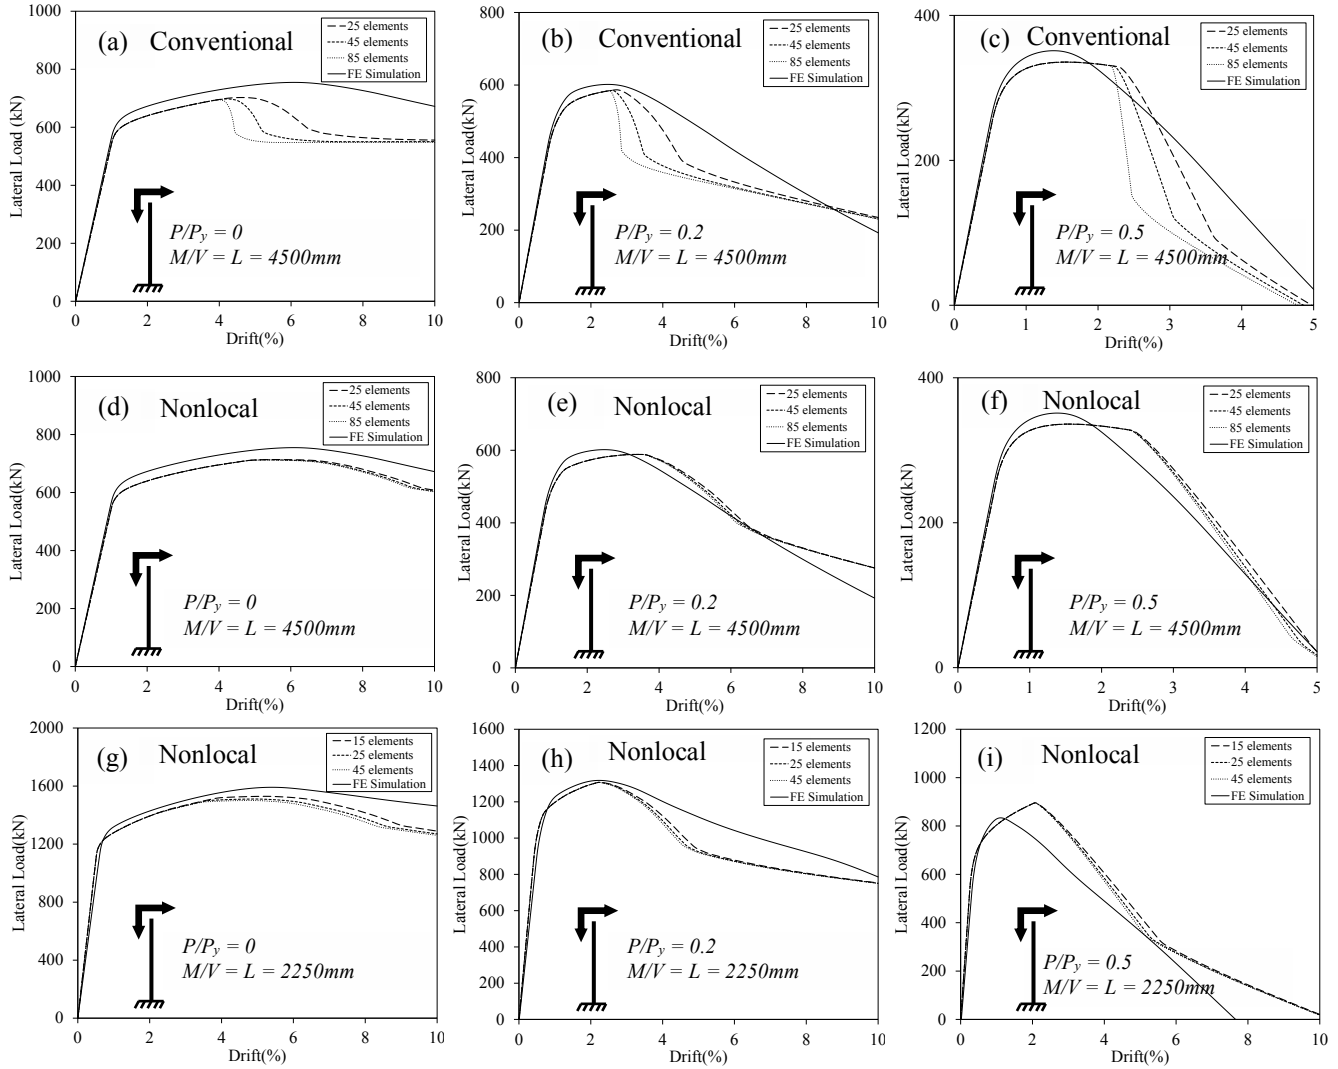 (a) Conventional
25 elements
45 elements
85 elements
FE Simulation
Lateral Load (kN)
1000
800
600
400
200
0
P/Py = 0
M/V = L = 4500mm
0 2 4 6 8 10
Drift(%)
(b) Conventional
25 elements
45 elements
85 elements
FE Simulation
Lateral Load(kN)
800
600
400
200
0
P/Py = 0.2
M/V = L = 4500mm
0 2 4 6 8 10
Drift(%)
(c) Conventional
25 elements
45 elements
85 elements
FE Simulation
Lateral Load(kN)
400
200
0
P/Py = 0.5
M/V = L = 4500mm
0 1 2 3 4 5
Drift(%)
(d) Nonlocal
25 elements
45 elements
85 elements
FE Simulation
Lateral Load(kN)
1000
800
600
400
200
0
P/Py = 0
M/V = L = 4500mm
0 2 4 6 8 10
Drift(%)
(e) Nonlocal
25 elements
45 elements
85 elements
FE Simulation
Lateral Load(kN)
800
600
400
200
0
P/Py = 0.2
M/V = L = 4500mm
0 2 4 6 8 10
Drift(%)
(f) Nonlocal
25 elements
45 elements
85 elements
FE Simulation
Lateral Load(kN)
400
200
0
P/Py = 0.5
M/V = L = 4500mm
0 1 2 3 4 5
Drift(%)
(g) Nonlocal
15 elements
25 elements
45 elements
FE Simulation
Lateral Load(kN)
2000
1600
1200
800
400
0
P/Py = 0
M/V = L = 2250mm
0 2 4 6 8 10
Drift(%)
(h) Nonlocal
15 elements
25 elements
45 elements
FE Simulation
Lateral Load(kN)
1600
1400
1200
1000
800
600
400
200
0
P/Py = 0.2
M/V = L = 2250mm
0 2 4 6 8 10
Drift(%)
(i) Nonlocal
15 elements
25 elements
45 elements
FE Simulation
Lateral Load(kN)
1200
1000
800
600
400
200
0
P/Py = 0.5
M/V = L = 2250mm
0 2 4 6 8 10
Drift(%)